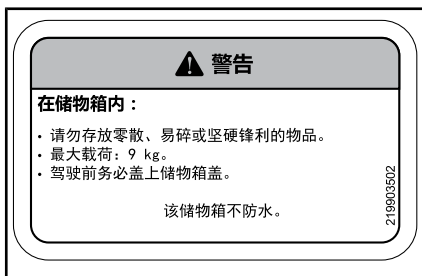 警告
在储物箱内：
• 请勿存放零散、易碎或坚硬锋利的物品。
• 最大载荷：9 kg。
• 驾驶前务必盖上储物箱盖。
该储物箱不防水。
219903502